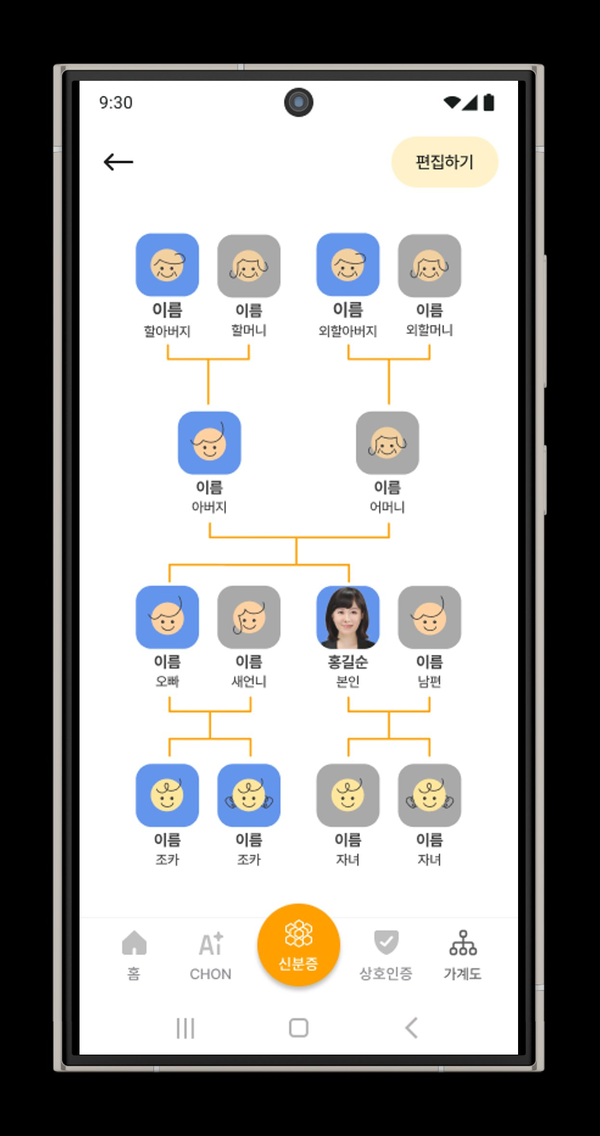 9:30
편집하기
이름 이름 이름 이름
할아버지 할머니 외할아버지 외할머니
이름 이름
아버지 어머니
이름 이름 홍길순 이름
오빠 새언니 본인 남편
이름 이름 이름 이름
조카 조카 자녀 자녀
Ai
홈 CHON 신분증 상호인증 가계도